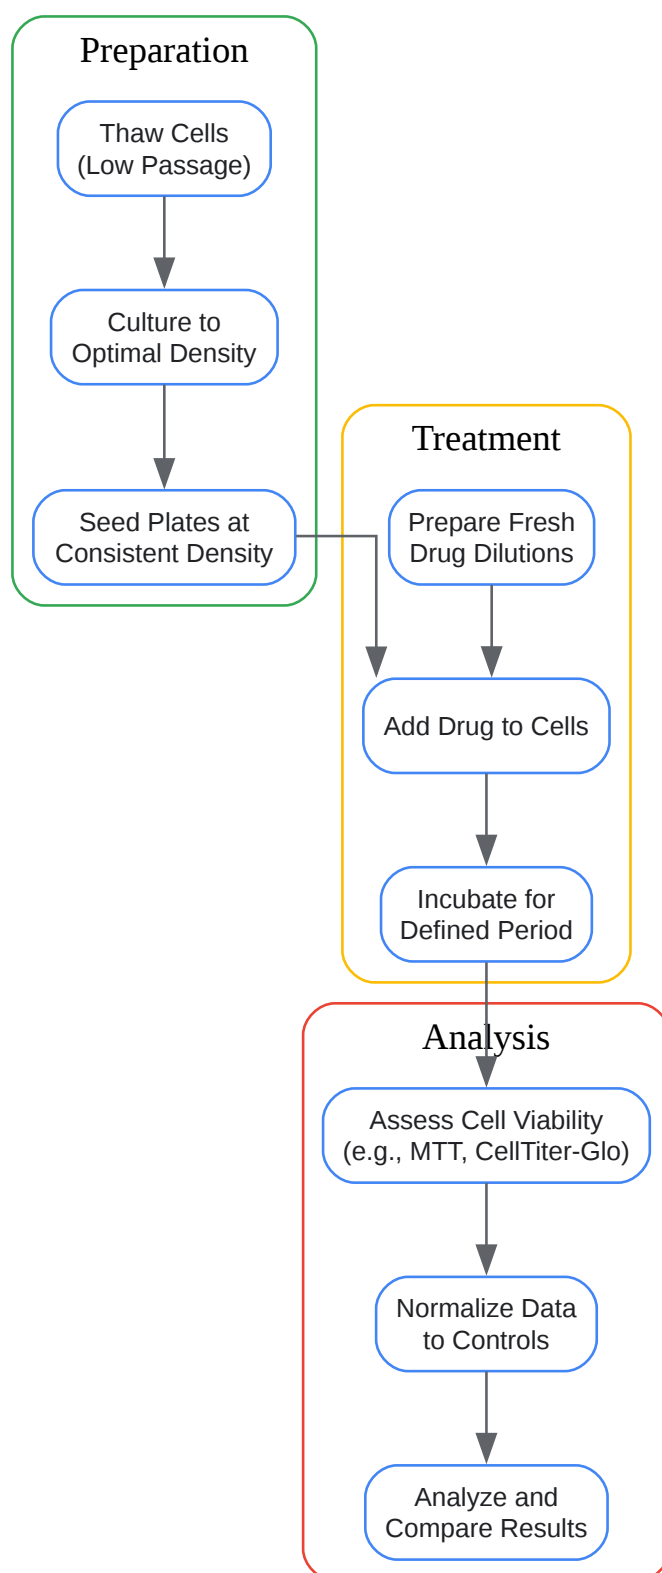 Preparation
Thaw Cells
(Low Passage)
Culture to
Optimal Density
Seed Plates at
Consistent Density
Treatment
Prepare Fresh
Drug Dilutions
Add Drug to Cells
Incubate for
Defined Period
Analysis
Assess Cell Viability
(e.g., MTT, CellTiter-Glo)
Normalize Data
to Controls
Analyze and
Compare Results